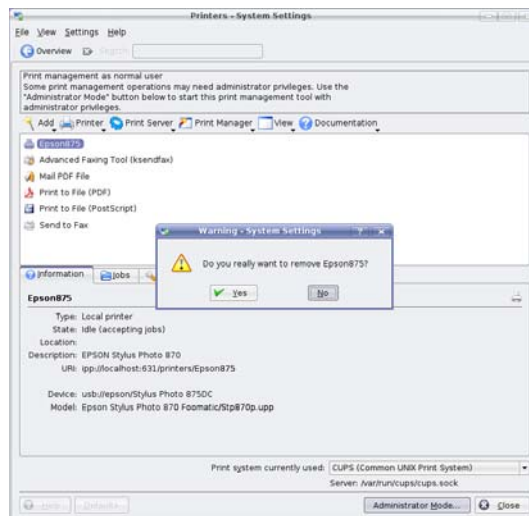 Printers - System Settings
File View Settings Help
Overview Search:
Print management as normal user
Some print management operations may need administrator privileges. Use the
"Administrator Mode" button below to start this print management tool with
administrator privileges.
Add Printer Print Server Print Manager View Documentation
Epson875
Advanced Faxing Tool (ksendfax)
Mail PDF File
Print to File (PDF)
Print to File (PostScript)
Send to Fax
Warning - System Settings
Do you really want to remove Epson875?
Yes No
Information Jobs
Epson875
Type: Local printer
State: Idle (accepting jobs)
Location:
Description: EPSON Stylus Photo 870
URI: ipp://localhost:631/printers/Epson875
Device: usb://epson/Stylus Photo 875DC
Model: Epson Stylus Photo 870 Foomatic/Stp870p.upp
Print system currently used: CUPS (Common UNIX Print System)
Server: /var/run/cups/cups.sock
Help Defaults Administrator Mode... Close